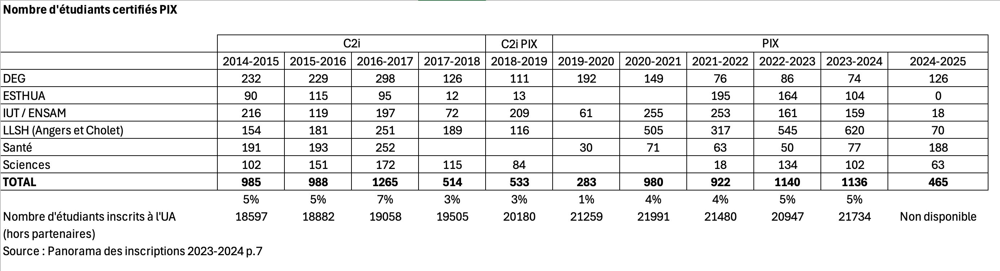 Nombre d'étudiants certifiés PIX
C2i C2i PIX PIX
2014-2015 2015-2016 2016-2017 2017-2018 2018-2019 2019-2020 2020-2021 2021-2022 2022-2023 2023-2024 2024-2025
DEG 232 229 298 126 111 192 149 76 86 74 126
ESTHUA 90 115 95 12 13 195 164 104 0
IUT / ENSAM 216 119 197 72 209 61 255 253 161 159 18
LLSH (Angers et Cholet) 154 181 251 189 116 505 317 545 620 70
Santé 191 193 252 30 71 63 50 77 188
Sciences 102 151 172 115 84 18 134 102 63
TOTAL 985 988 1265 514 533 283 980 922 1140 1136 465
5% 5% 7% 3% 3% 1% 4% 4% 5% 5%
Nombre d'étudiants inscrits à l'UA 18597 18882 19058 19505 20180 21259 21991 21480 20947 21734 Non disponible
(hors partenaires)
Source : Panorama des inscriptions 2023-2024 p.7